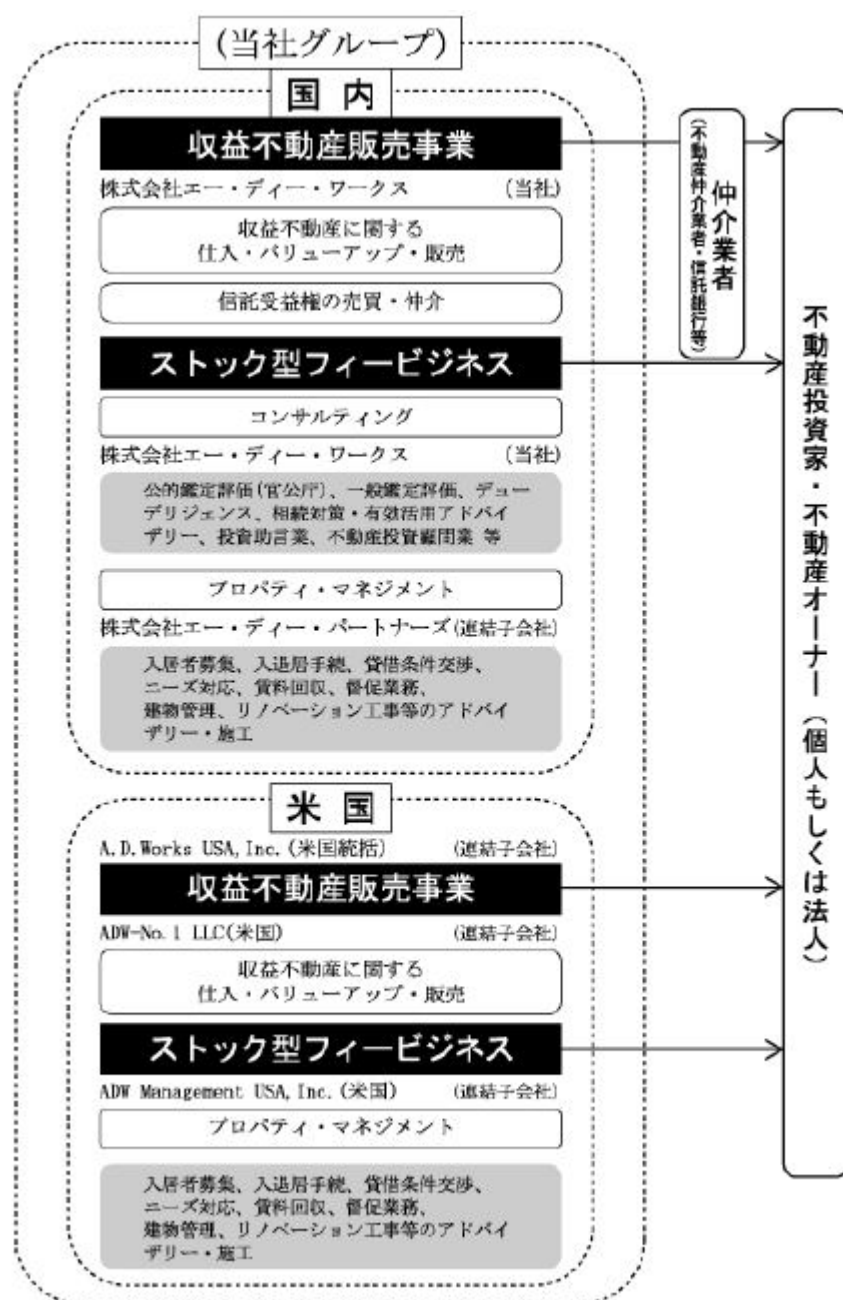 (当社グループ)
国内
収益不動産販売事業
株式会社エー・ディー・ワークス (当社)
収益不動産に関する
仕入・バリューアップ・販売
信託受益権の売買・仲介
ストック型フィービジネス
コンサルティング
株式会社エー・ディー・ワークス (当社)
公的鑑定評価(官公庁)、一般鑑定評価、デュー
デリジェンス、相続対策・有効活用アドバイ
ザリー、投資助言業、不動産投資顧問業 等
プロパティ・マネジメント
株式会社エー・ディー・パートナーズ(連結子会社)
入居者募集、入退居手続、貸借条件交渉、
ニーズ対応、賃料回収、督促業務、
建物管理、リノベーション工事等のアドバイ
ザリー・施工
米国
A.D.Works USA,Inc.(米国統括) (連結子会社)
収益不動産販売事業
ADW-No.1 LLC(米国) (連結子会社)
収益不動産に関する
仕入・バリューアップ・販売
ストック型フィービジネス
ADW Management USA,Inc.(米国) (連結子会社)
プロパティ・マネジメント
入居者募集、入退居手続、貸借条件交渉、
ニーズ対応、賃料回収、督促業務、
建物管理、リノベーション工事等のアドバイ
ザリー・施工
仲介業者
(不動産仲介業者・信託銀行等)
不動産投資家・不動産オーナー(個人もしくは法人)